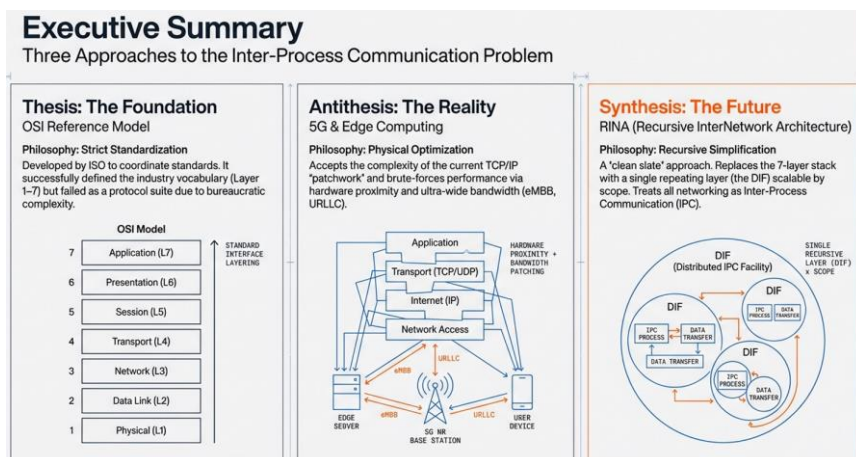 Executive Summary
Three Approaches to the Inter-Process Communication Problem
Thesis: The Foundation
OSI Reference Model
Philosophy: Strict Standardization
Developed by ISO to coordinate standards. It
successfully defined the industry vocabulary (Layer
1–7) but failed as a protocol suite due to bureaucratic
complexity.
OSI Model
7 Application (L7)
6 Presentation (L6)
5 Session (L5)
4 Transport (L4)
3 Network (L3)
2 Data Link (L2)
1 Physical (L1)
STANDARD
INTERFACE
LAYERING
Antithesis: The Reality
5G & Edge Computing
Philosophy: Physical Optimization
Accepts the complexity of the current TCP/IP
"patchwork" and brute-forces performance via
hardware proximity and ultra-wide bandwidth (eMBB,
URLLC).
Application
Transport (TCP/UDP)
Internet (IP)
Network Access
HARDWARE
PROXIMITY +
BANDWIDTH
PATCHING
eMBB
URLLC
eMBB
URLLC
EDGE
SEOVER
5G NR
BASE STATION
USER
DEVICE
Synthesis: The Future
RINA (Recursive InterNetwork Architecture)
Philosophy: Recursive Simplification
A 'clean slate' approach. Replaces the 7-layer stack
with a single repeating layer (the DIF) scalable by
scope. Treats all networking as Inter-Process
Communication (IPC).
DIF
(Distributed IPC Facility)
SINGLE
RECURSIVE
LAYER (DIF)
x SCOPE
DIF
IPC
PROCESS
DATA
TRANSFER
DATA TRANSFER
DIF
IPC
PROCESS
DATA
TRANSFER
DIF
IPC
PROCESS
DATA
TRANSFER